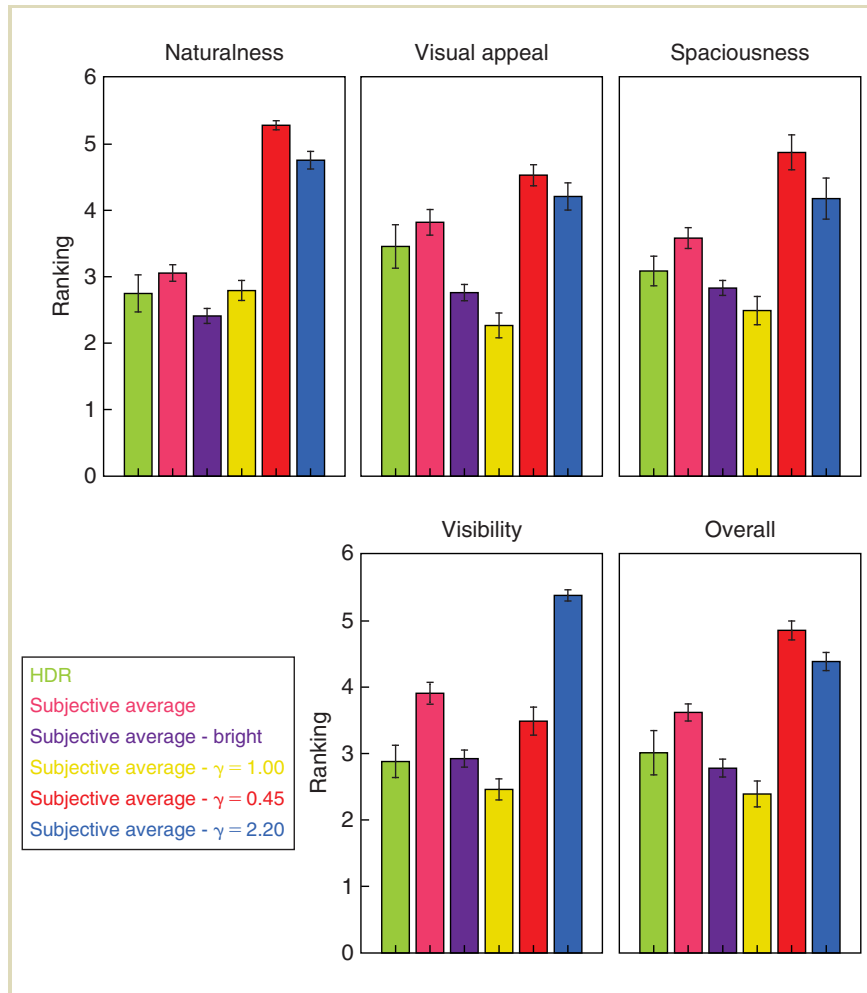 Naturalness Visual appeal Spaciousness
6
5
4
3
2
1
0
Ranking
Visibility Overall
6
5
4
3
2
1
0
Ranking
HDR
Subjective average
Subjective average - bright
Subjective average - γ = 1.00
Subjective average - γ = 0.45
Subjective average - γ = 2.20